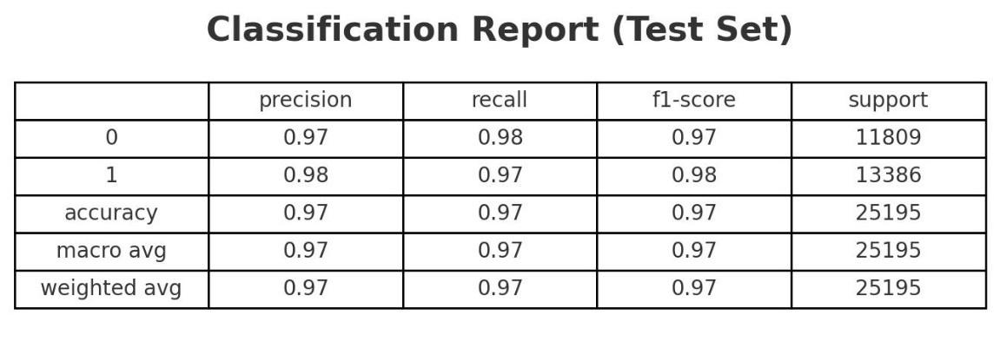 Classification Report (Test Set)
precision recall f1-score support
0 0.97 0.98 0.97 11809
1 0.98 0.97 0.98 13386
accuracy 0.97 0.97 0.97 25195
macro avg 0.97 0.97 0.97 25195
weighted avg 0.97 0.97 0.97 25195